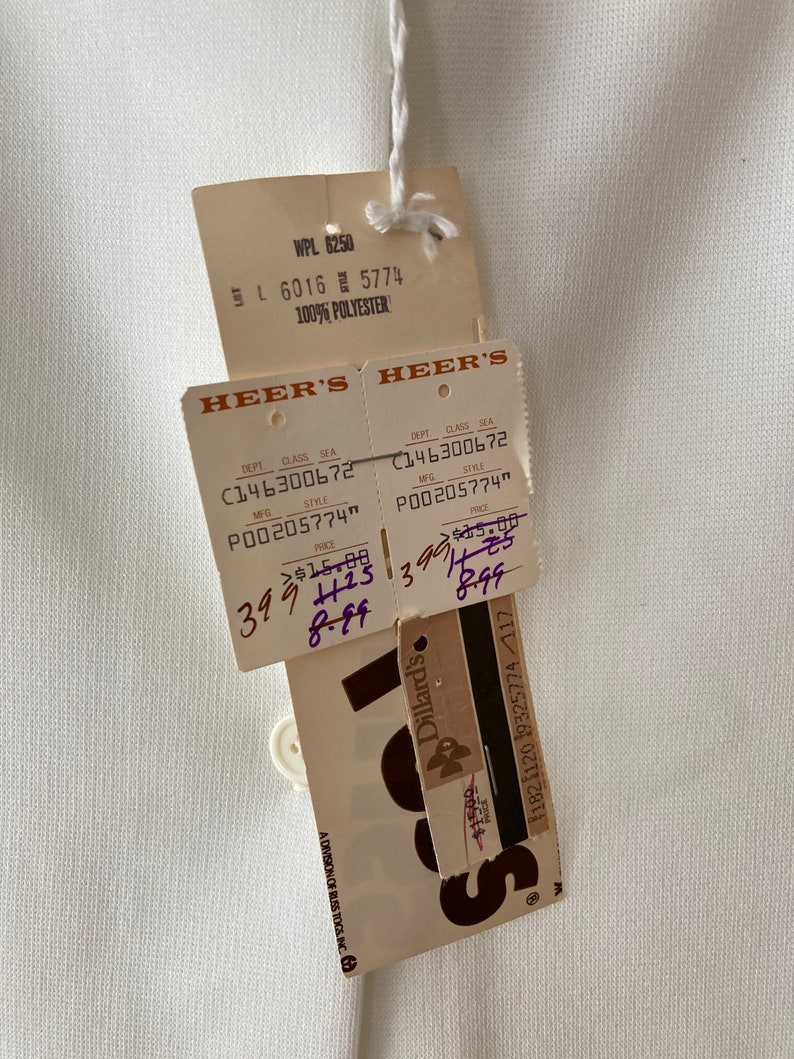 WPL 6250
LOT L 6016 STYLE 5774
100% POLYESTER
HEER'S
DEPT. CLASS SEA.
C146300672
MFG. STYLE
P00205774"
PRICE
>$15.00
11 25
399
8.99
HEER'S
DEPT. CLASS SEA.
C146300672
MFG. STYLE
P00205774"
PRICE
>$15.00
11 25
399
8.99
Dillard's
$15.00
PRICE
A DIVISION OF RUSS TOGS, INC.
®